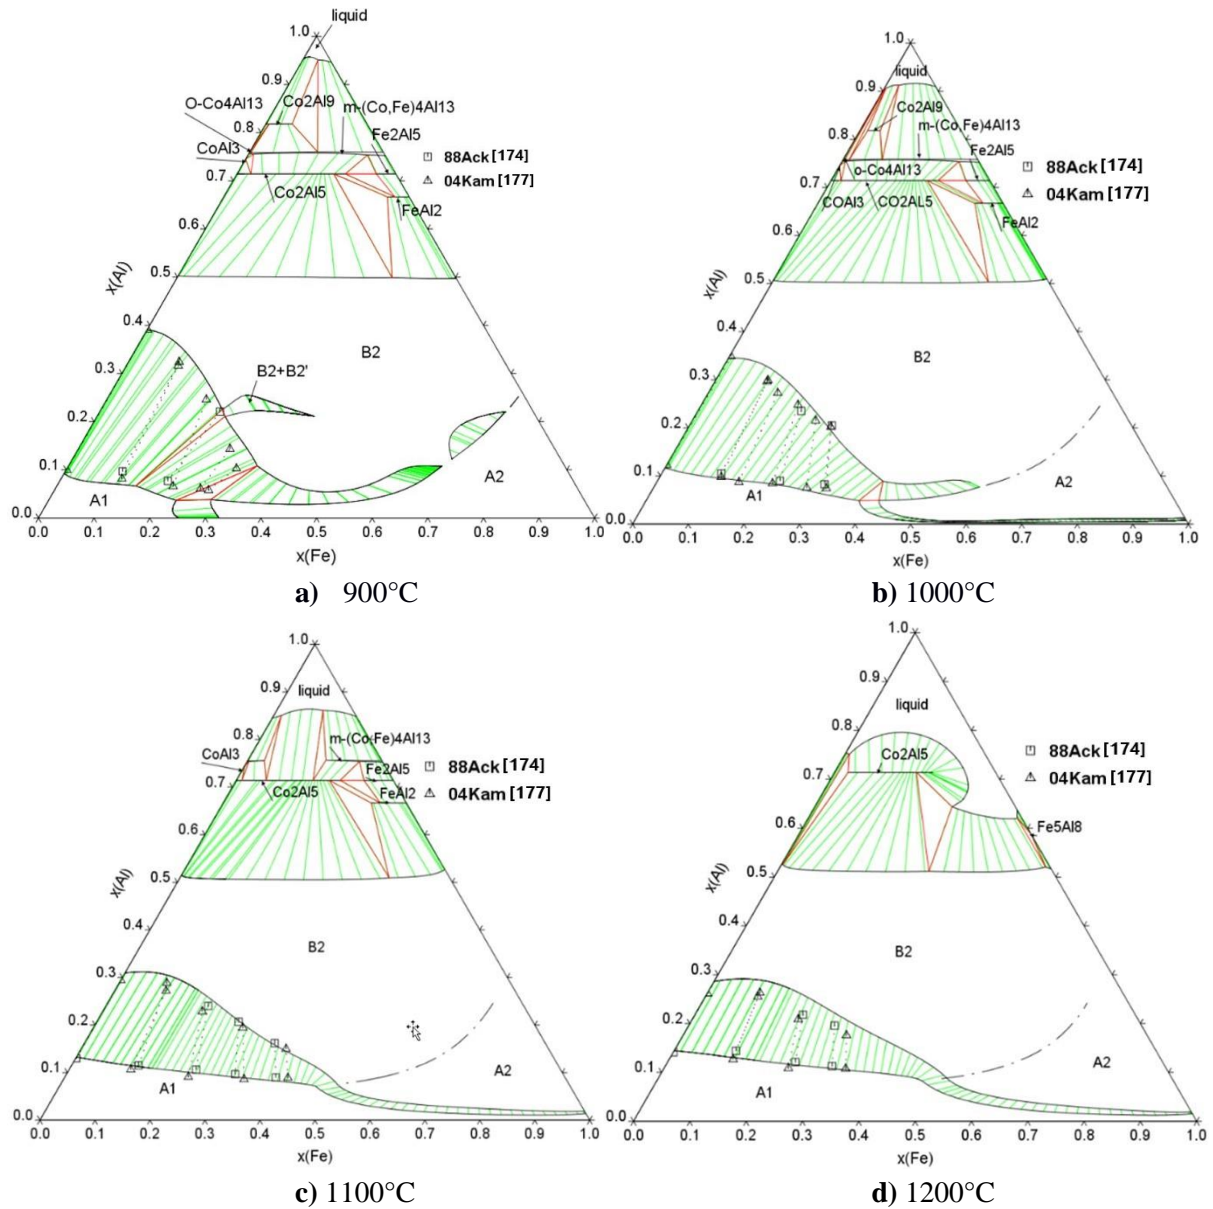 liquid
1.0
0.9
O-Co4Al13
Co2Al9
m-(Co,Fe)4Al13
0.8
CoAl3
Fe2Al5
88Ack [174]
0.7
04Kam [177]
Co2Al5
FeAl2
0.6
x(Al)
0.5
0.4
B2
0.3
B2+B2'
0.2
0.1
A1
A2
0.0
0.0 0.1 0.2 0.3 0.4 0.5 0.6 0.7 0.8 0.9 1.0
x(Fe)
a) 900°C
1.0
liquid
0.9
Co2Al9
m-(Co,Fe)4Al13
0.8
Fe2Al5
88Ack [174]
o-Co4Al13
0.7
04Kam [177]
COAl3
CO2AL5
FeAl2
0.6
x(Al)
0.5
0.4
B2
0.3
0.2
0.1
A1
A2
0.0
0.0 0.1 0.2 0.3 0.4 0.5 0.6 0.7 0.8 0.9 1.0
x(Fe)
b) 1000°C
1.0
0.9
liquid
0.8
m-(Co,Fe)4Al13
CoAl3
88Ack [174]
Fe2Al5
0.7
Co2Al5
FeAl2
04Kam [177]
0.6
x(Al)
0.5
0.4
B2
0.3
0.2
0.1
A1
A2
0.0
0.0 0.1 0.2 0.3 0.4 0.5 0.6 0.7 0.8 0.9 1.0
x(Fe)
c) 1100°C
1.0
0.9
liquid
0.8
Co2Al5
88Ack [174]
0.7
04Kam [177]
0.6
Fe5Al8
x(Al)
0.5
0.4
B2
0.3
0.2
0.1
A1
A2
0.0
0.0 0.1 0.2 0.3 0.4 0.5 0.6 0.7 0.8 0.9 1.0
x(Fe)
d) 1200°C